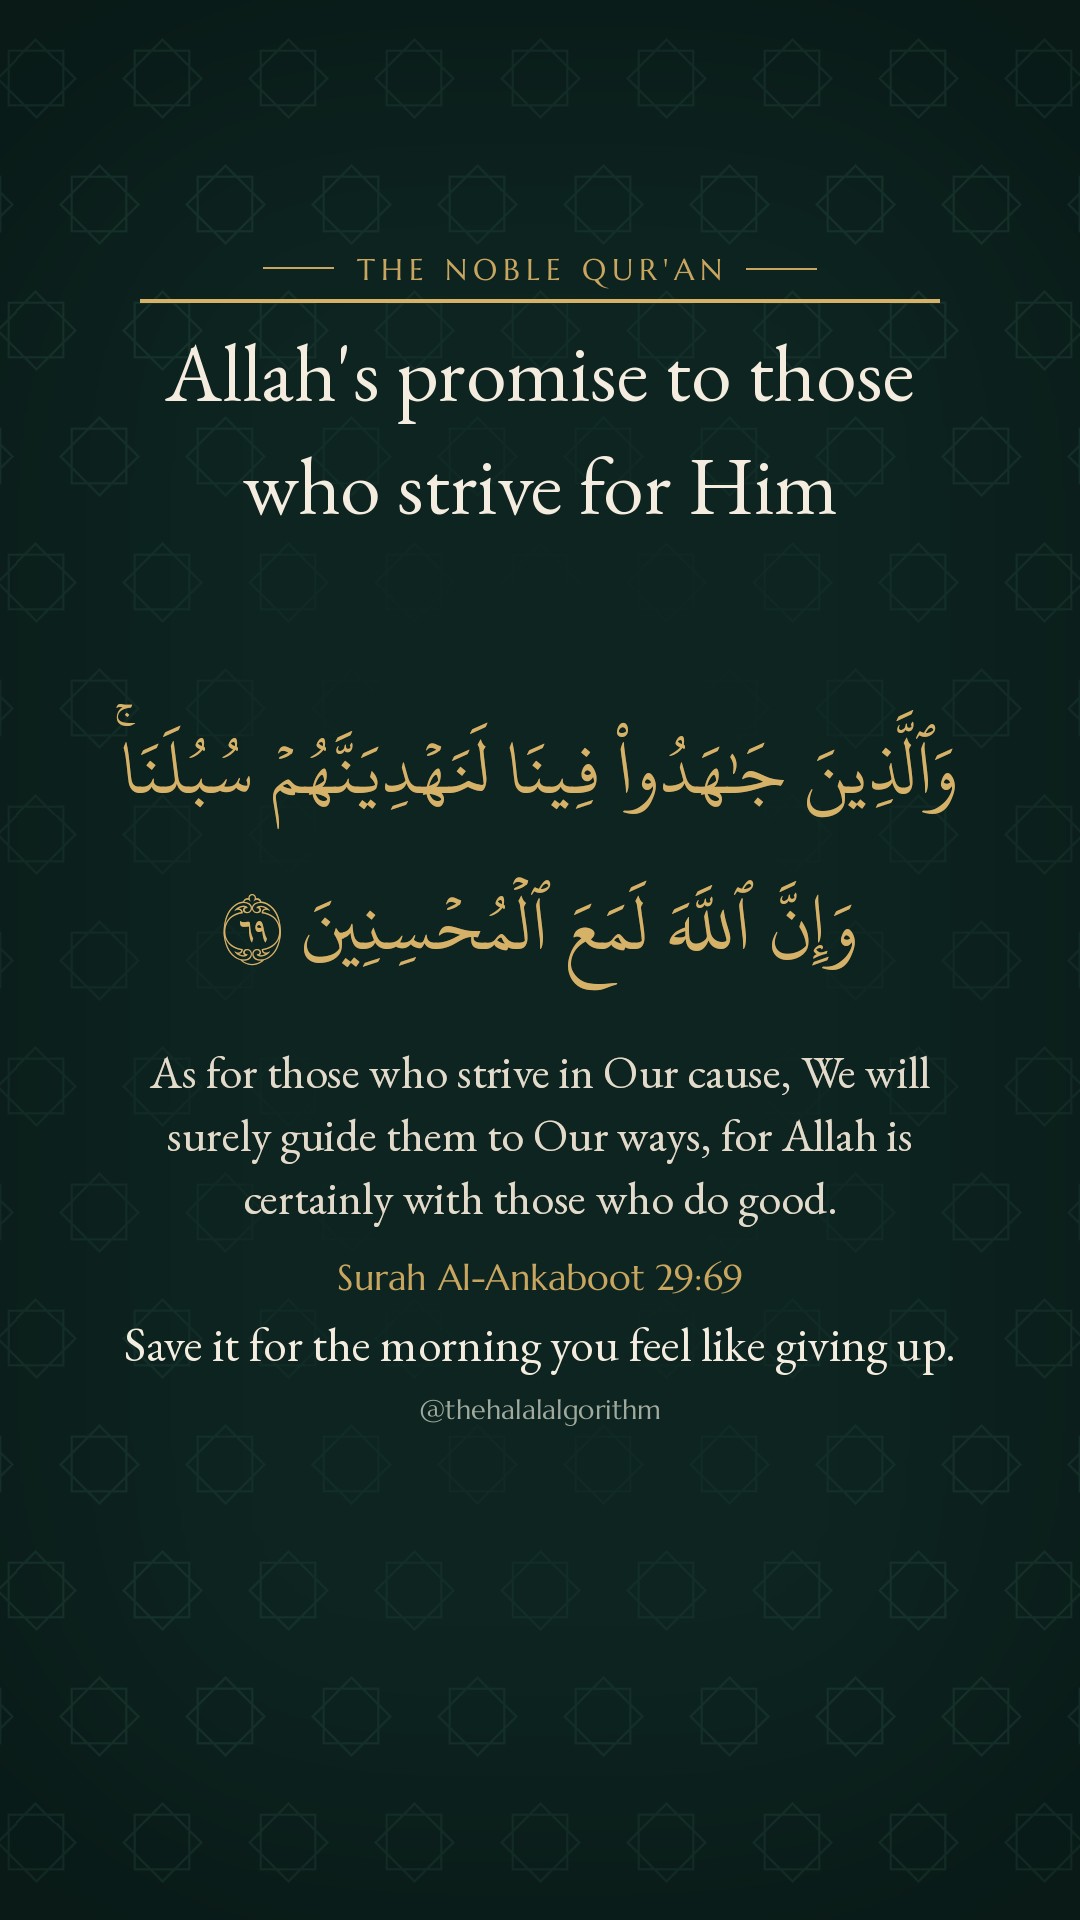 THE NOBLE QUR'AN
Allah's promise to those
who strive for Him
وَٱلَّذِينَ جَـٰهَدُوا۟ فِينَا لَنَهْدِيَنَّهُمْ سُبُلَنَا ۚ
وَإِنَّ ٱللَّهَ لَمَعَ ٱلْمُحْسِنِينَ ٦٩
As for those who strive in Our cause, We will
surely guide them to Our ways, for Allah is
certainly with those who do good.
Surah Al-Ankaboot 29:69
Save it for the morning you feel like giving up.
@thehalalalgorithm